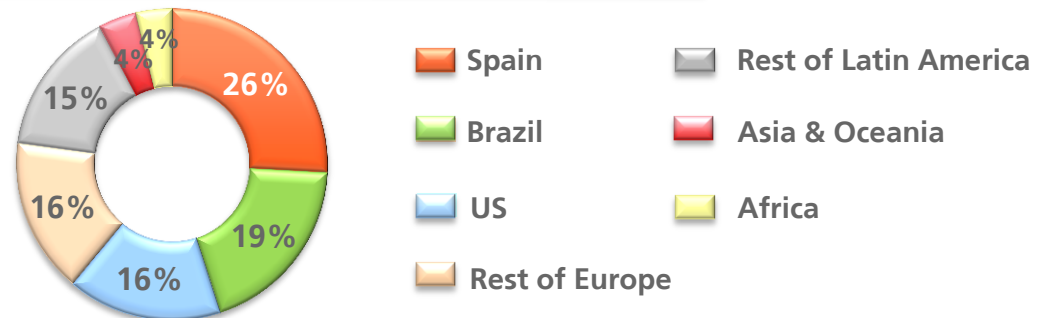 4%
4%
26%
15%
16%
19%
16%
Spain
Rest of Latin America
Brazil
Asia & Oceania
US
Africa
Rest of Europe